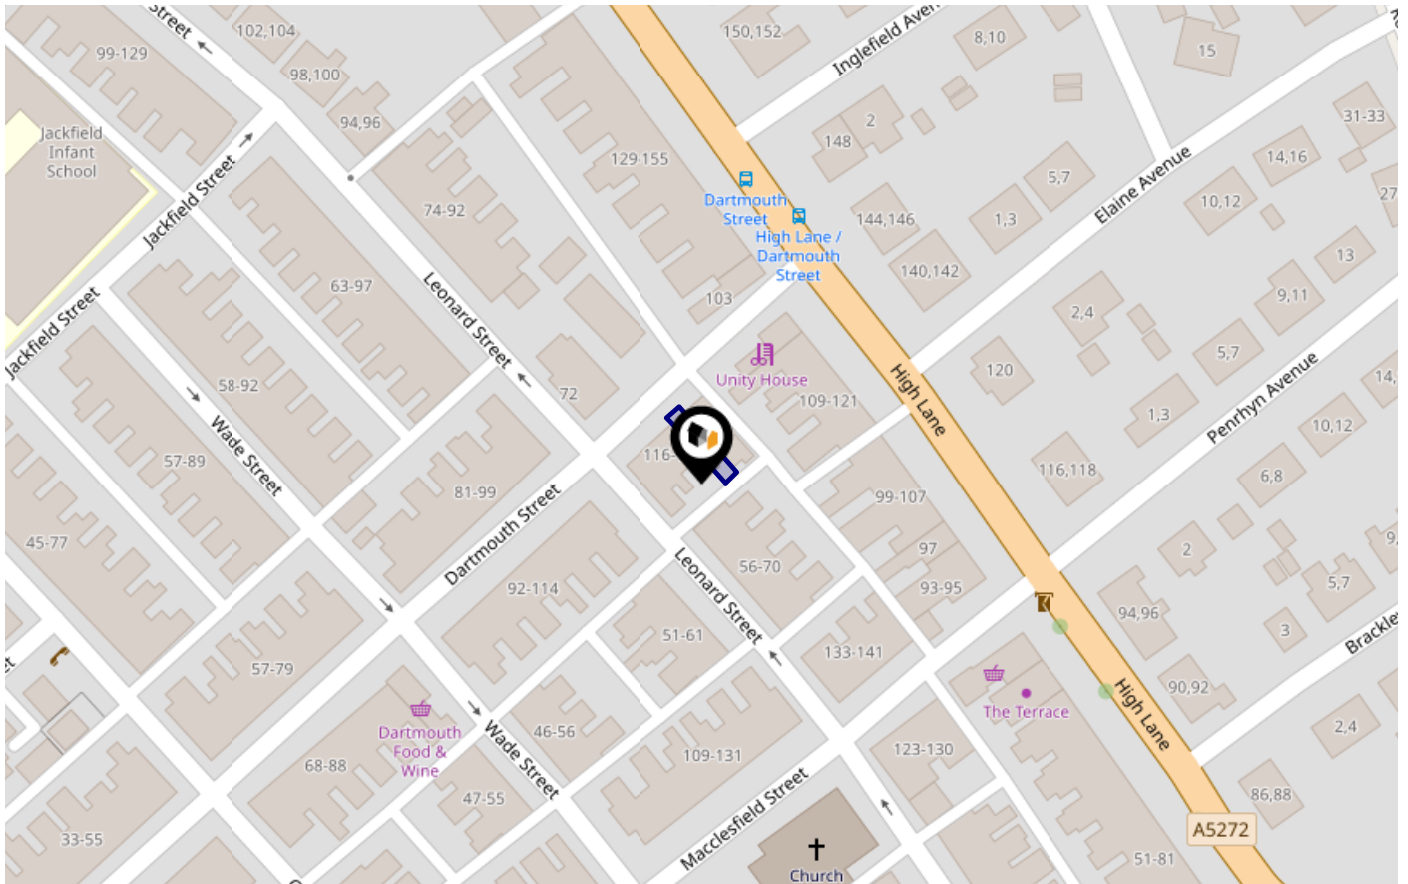 Street
102,104
99-129
98,100
94,96
150,152
Inglefield Aven
8,10
15
Jackfield
Infant
School
Jackfield Street
74-92
129-155
148
2
5,7
31-33
14,16
Elaine Avenue
10,12
27
Dartmouth
Street
High Lane /
Dartmouth
Street
144,146
1,3
140,142
13
63-97
Leonard Street
103
2,4
9,11
Jackfield Street
58-92
72
Unity House
109-121
120
5,7
14,
High Lane
1,3
Penrhyn Avenue
10,12
Wade Street
57-89
116-
81-99
116,118
6,8
99-107
45-77
Dartmouth Street
92-114
Leonard Street
56-70
97
93-95
2
9,
5,7
94,96
3
Brackle
et
57-79
51-61
133-141
90,92
The Terrace
High Lane
2,4
Dartmouth
Food &
Wine
Wade Street
46-56
109-131
123-130
68-88
47-55
Macclesfield Street
86,88
33-55
A5272
51-81
Church